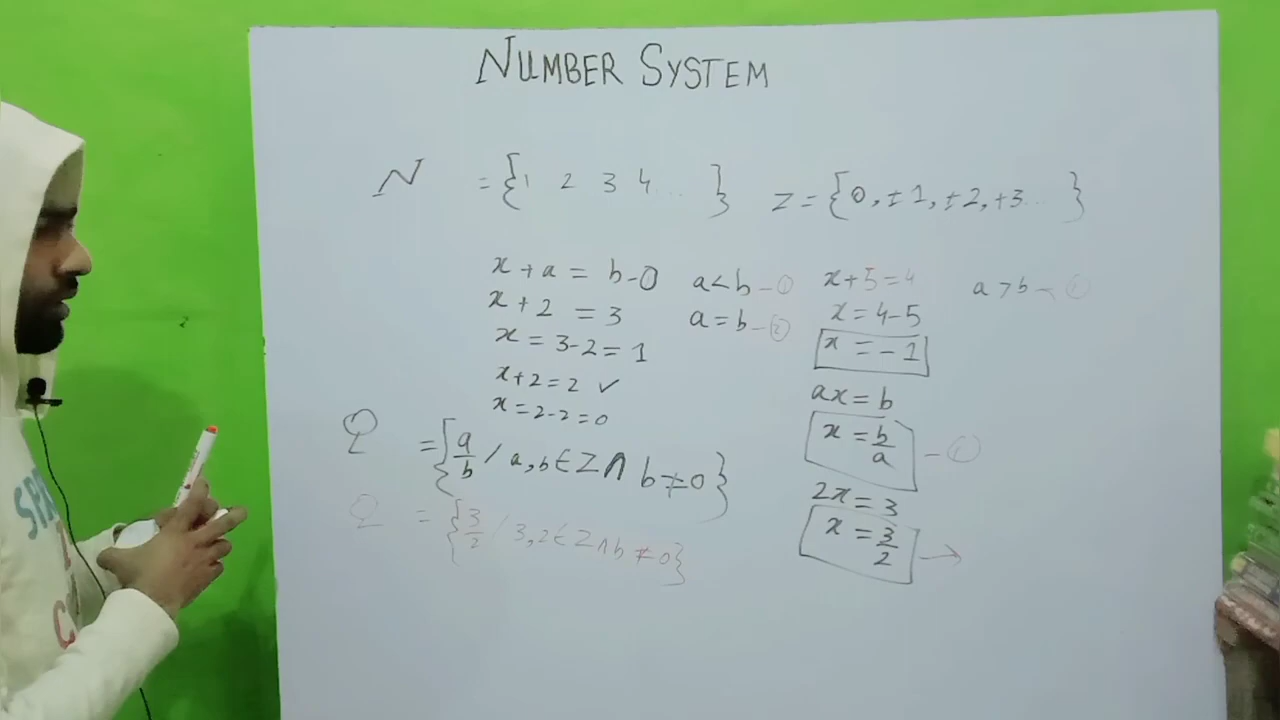 NUMBER SYSTEM
N = {1 2 3 4 ... }
Z = {0, ±1, ±2, +3... }
x + a = b - ①
a < b - ①
x + 2 = 3
a = b - ②
x = 3 - 2 = 1
x + 2 = 2 ✓
x = 2 - 2 = 0
x + 5 = 4
a > b -
x = 4 - 5
x = - 1
ax = b
x = b/a - ①
2x = 3
x = 3/2 →
Q = {a/b / a, b ∈ Z ∧ b ≠ 0}
Q = {3/2 / 3, 2 ∈ Z ∧ b ≠ 0}